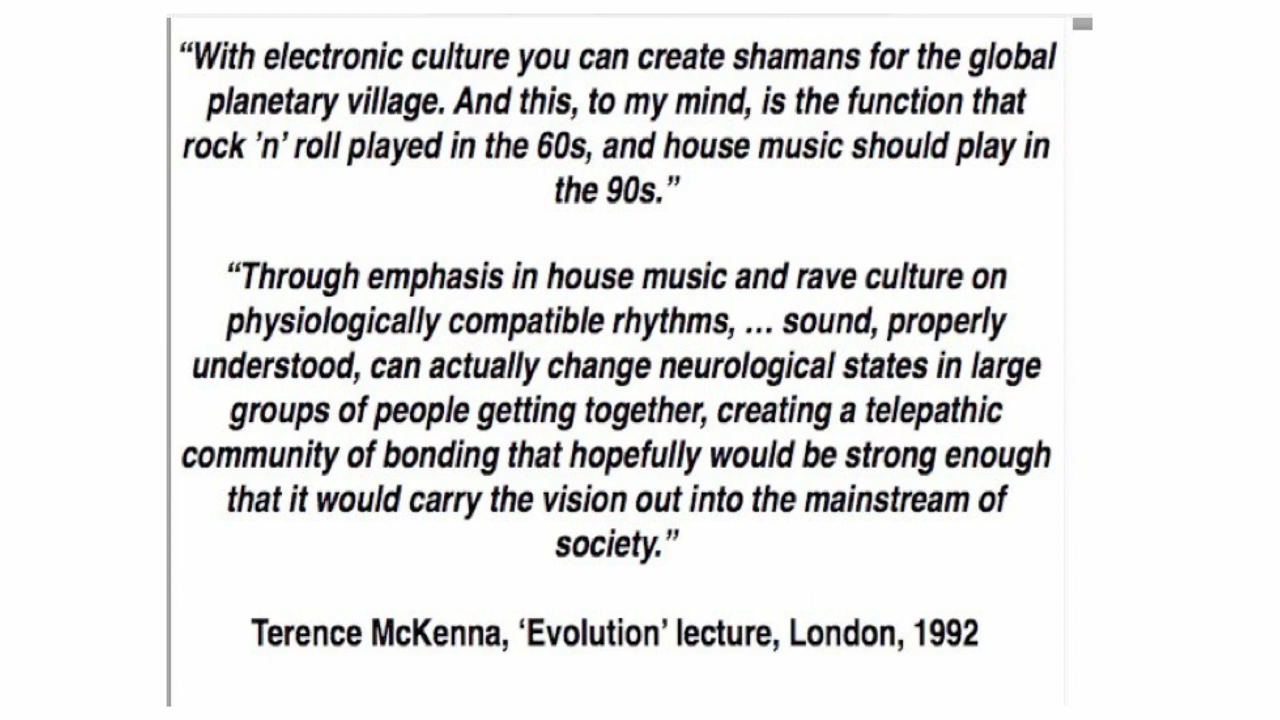 “With electronic culture you can create shamans for the global
planetary village. And this, to my mind, is the function that
rock ’n’ roll played in the 60s, and house music should play in
the 90s.”
“Through emphasis in house music and rave culture on
physiologically compatible rhythms, ... sound, properly
understood, can actually change neurological states in large
groups of people getting together, creating a telepathic
community of bonding that hopefully would be strong enough
that it would carry the vision out into the mainstream of
society.”
Terence McKenna, ‘Evolution’ lecture, London, 1992